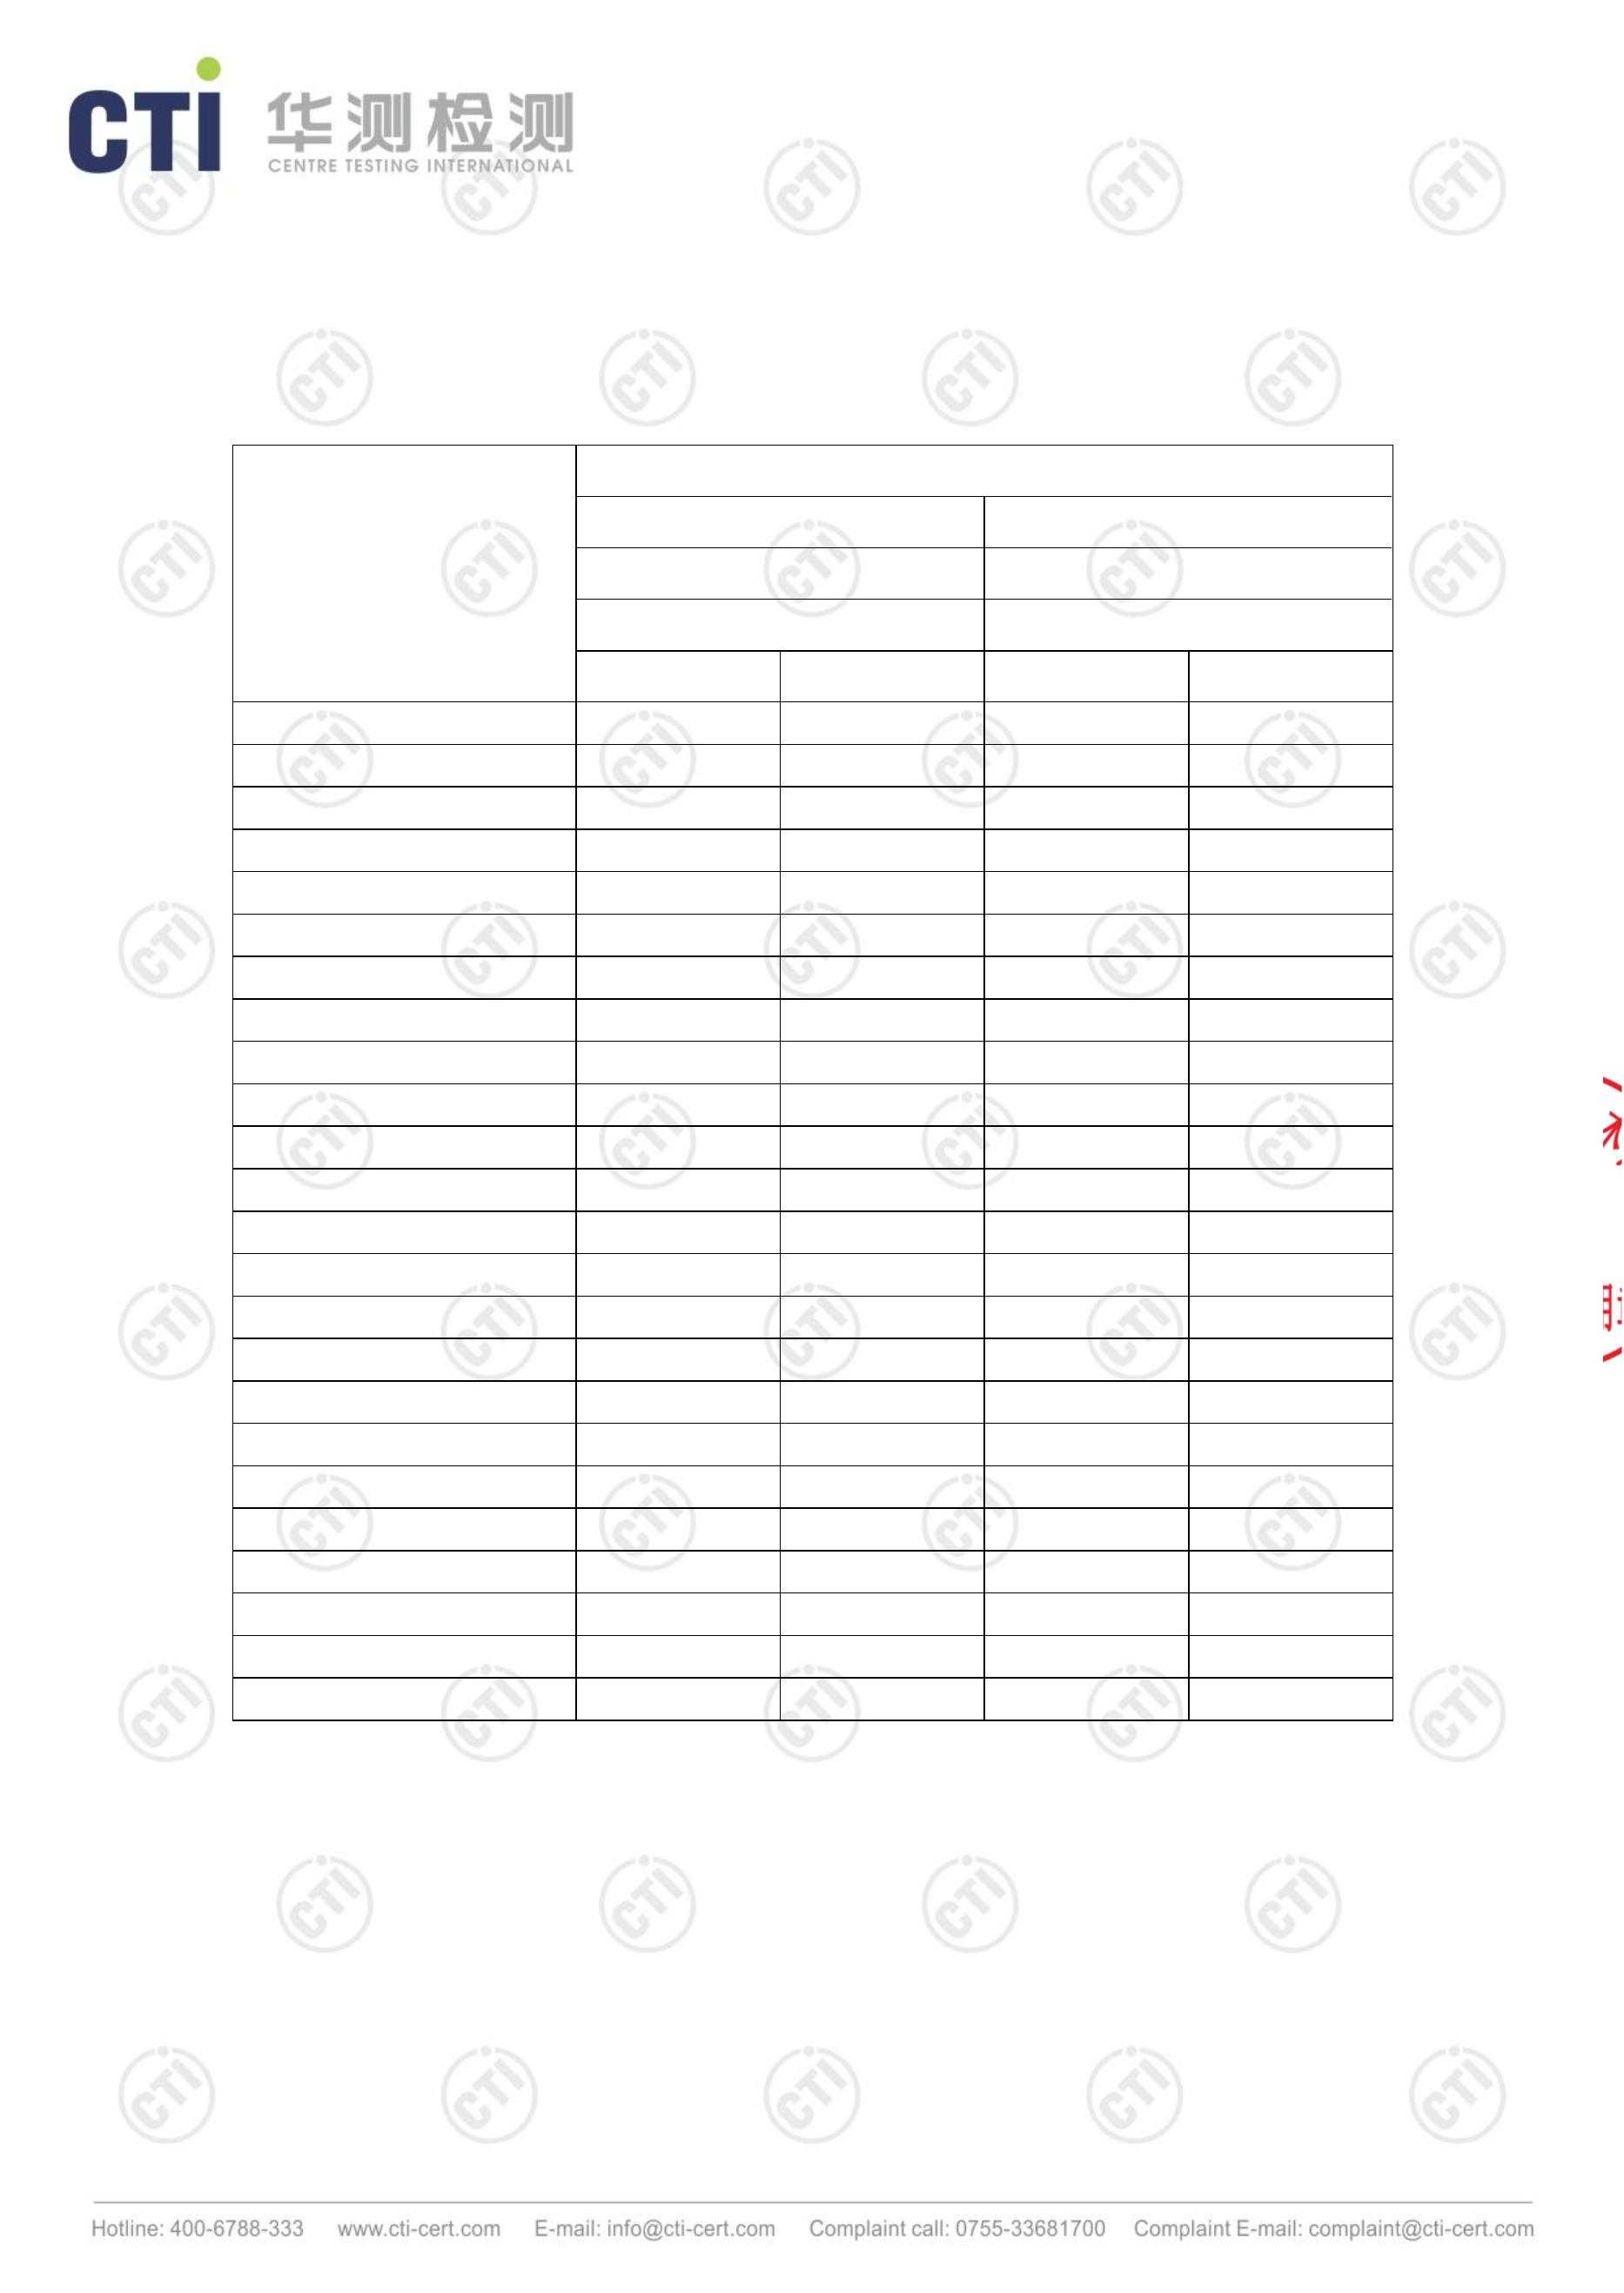 CTI 华测检测
CENTRE TESTING INTERNATIONAL
Hotline: 400-6788-333 www.cti-cert.com E-mail: info@cti-cert.com Complaint call: 0755-33681700 Complaint E-mail: complaint@cti-cert.com